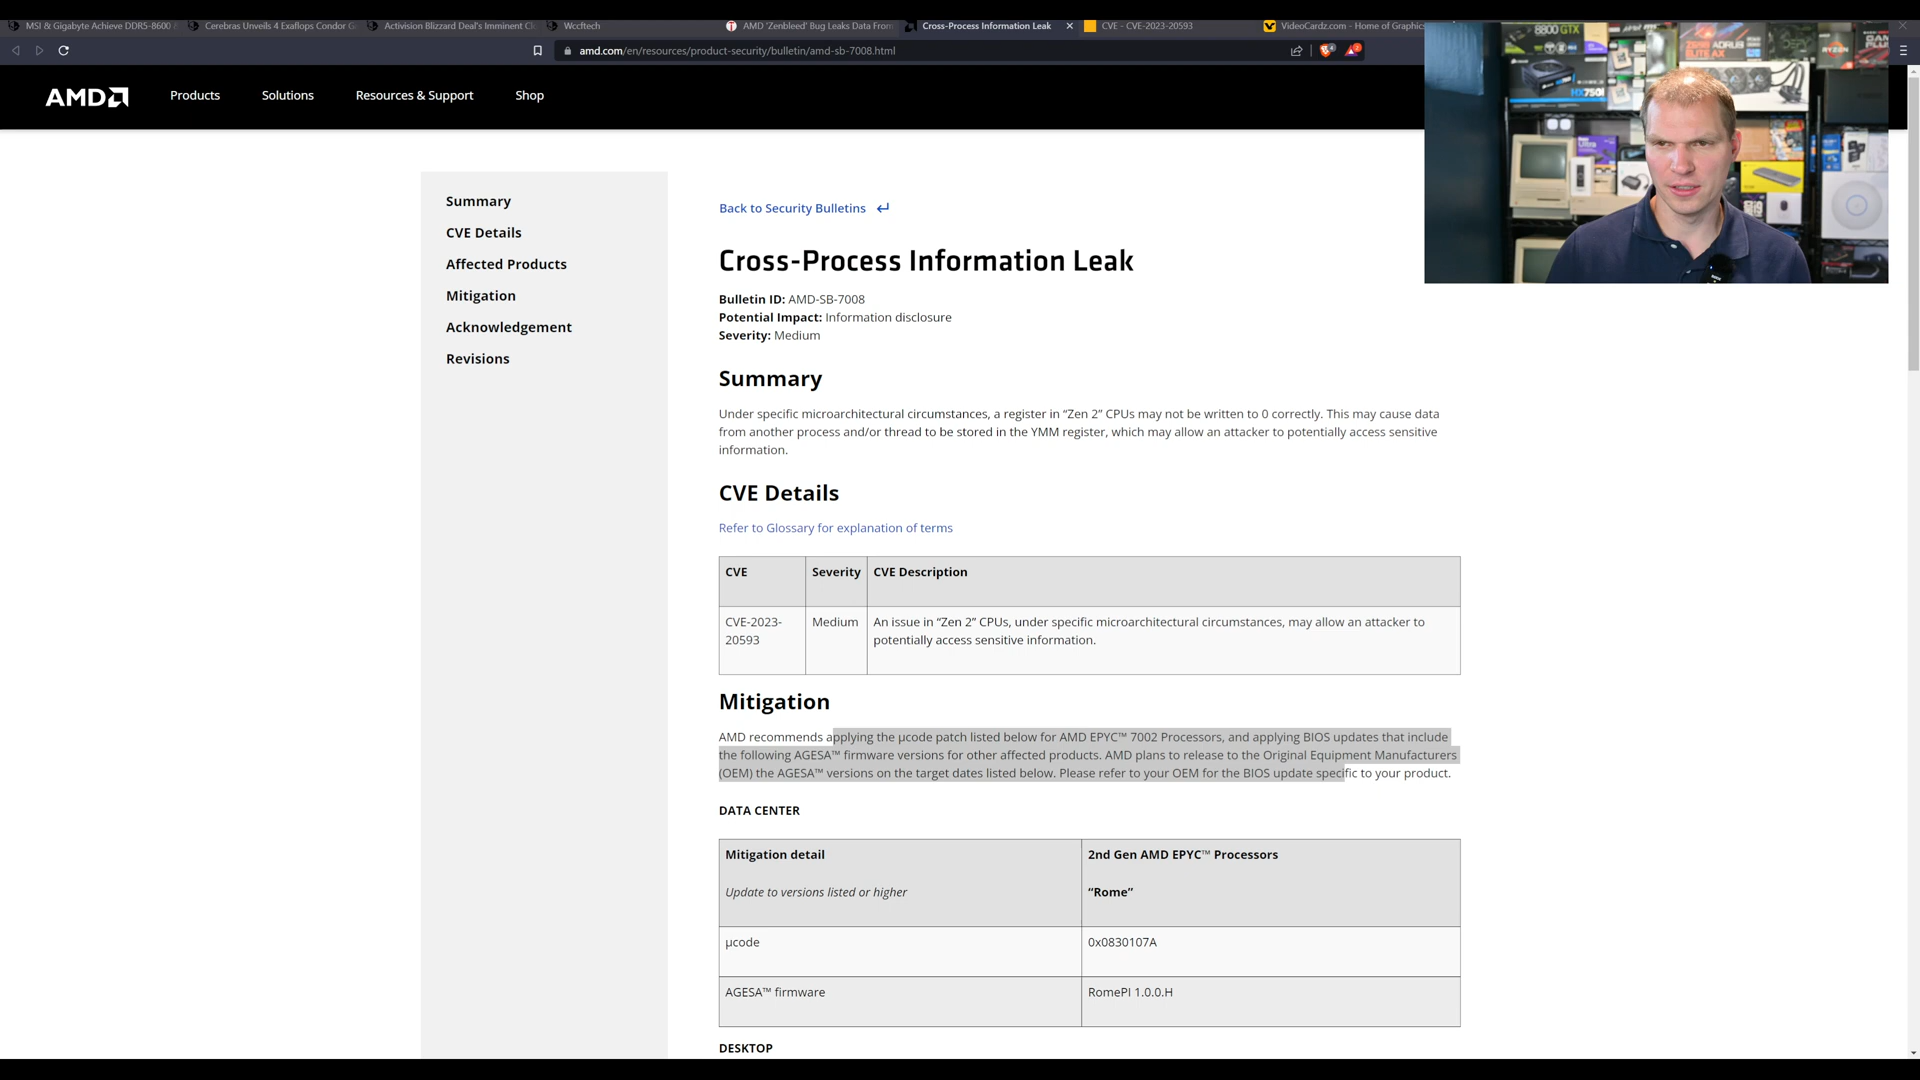 MSI & Gigabyte Achieve DDR5-8600
Cerebras Unveils 4 Exaflops Condor G
Activision Blizzard Deal's Imminent Cl
Wccftech
AMD 'Zenbleed' Bug Leaks Data From
Cross-Process Information Leak
CVE - CVE-2023-20593
VideoCardz.com - Home of Graphics
amd.com/en/resources/product-security/bulletin/amd-sb-7008.html
AMD
Products
Solutions
Resources & Support
Shop
8800 GTX
HX750i
AORUS
ELITE AX
RYZEN
Ultra
i9
Summary
CVE Details
Affected Products
Mitigation
Acknowledgement
Revisions
Back to Security Bulletins
Cross-Process Information Leak
Bulletin ID: AMD-SB-7008
Potential Impact: Information disclosure
Severity: Medium
Summary
Under specific microarchitectural circumstances, a register in “Zen 2” CPUs may not be written to 0 correctly. This may cause data
from another process and/or thread to be stored in the YMM register, which may allow an attacker to potentially access sensitive
information.
CVE Details
Refer to Glossary for explanation of terms
CVE Severity CVE Description
CVE-2023-
20593
Medium
An issue in “Zen 2” CPUs, under specific microarchitectural circumstances, may allow an attacker to
potentially access sensitive information.
Mitigation
AMD recommends applying the µcode patch listed below for AMD EPYC™ 7002 Processors, and applying BIOS updates that include
the following AGESA™ firmware versions for other affected products. AMD plans to release to the Original Equipment Manufacturers
(OEM) the AGESA™ versions on the target dates listed below. Please refer to your OEM for the BIOS update specific to your product.
DATA CENTER
Mitigation detail
Update to versions listed or higher
2nd Gen AMD EPYC™ Processors
“Rome”
µcode 0x0830107A
AGESA™ firmware RomePI 1.0.0.H
DESKTOP